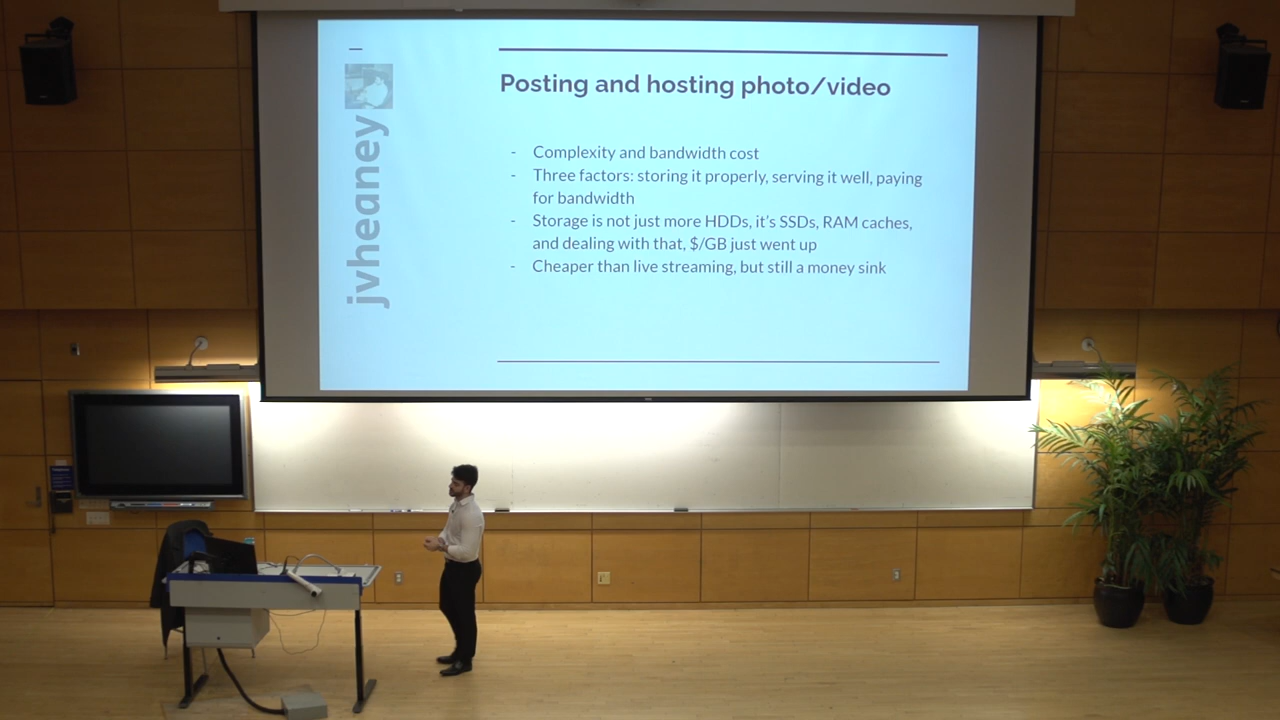 jvheaney
Posting and hosting photo/video
- Complexity and bandwidth cost
- Three factors: storing it properly, serving it well, paying
for bandwidth
- Storage is not just more HDDs, it's SSDs, RAM caches,
and dealing with that, $/GB just went up
- Cheaper than live streaming, but still a money sink